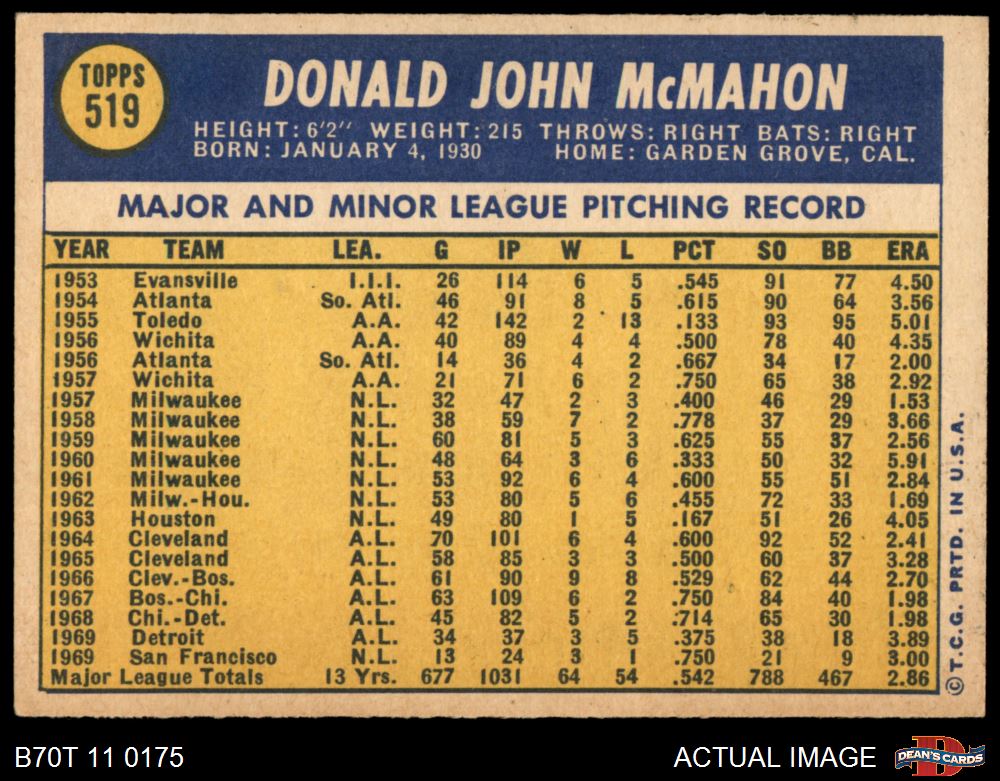 TOPPS
519
DONALD JOHN McMAHON
HEIGHT: 6'2" WEIGHT: 215 THROWS: RIGHT BATS: RIGHT
BORN: JANUARY 4, 1930 HOME: GARDEN GROVE, CAL.
MAJOR AND MINOR LEAGUE PITCHING RECORD
YEAR TEAM LEA. G IP W L PCT SO BB ERA
1953 Evansville I.I.I. 26 114 6 5 .545 91 77 4.50
1954 Atlanta So. Atl. 46 91 8 5 .615 90 64 3.56
1955 Toledo A.A. 42 142 2 13 .133 93 95 5.01
1956 Wichita A.A. 40 89 4 4 .500 78 40 4.35
1956 Atlanta So. Atl. 14 36 4 2 .667 34 17 2.00
1957 Wichita A.A. 21 71 6 2 .750 65 38 2.92
1957 Milwaukee N.L. 32 47 2 3 .400 46 29 1.53
1958 Milwaukee N.L. 38 59 7 2 .778 37 29 3.66
1959 Milwaukee N.L. 60 81 5 3 .625 55 37 2.56
1960 Milwaukee N.L. 48 64 3 6 .333 50 32 5.91
1961 Milwaukee N.L. 53 92 6 4 .600 55 51 2.84
1962 Milw.-Hou. N.L. 53 80 5 6 .455 72 33 1.69
1963 Houston N.L. 49 80 1 5 .167 51 26 4.05
1964 Cleveland A.L. 70 101 6 4 .600 92 52 2.41
1965 Cleveland A.L. 58 85 3 3 .500 60 37 3.28
1966 Clev.-Bos. A.L. 61 90 9 8 .529 62 44 2.70
1967 Bos.-Chi. A.L. 63 109 6 2 .750 84 40 1.98
1968 Chi.-Det. A.L. 45 82 5 2 .714 65 30 1.98
1969 Detroit A.L. 34 37 3 5 .375 38 18 3.89
1969 San Francisco N.L. 13 24 3 1 .750 21 9 3.00
Major League Totals 13 Yrs. 677 1031 64 54 .542 788 467 2.86
© T.C.G. PRTD. IN U.S.A.
B70T 11 0175
ACTUAL IMAGE
D
DEAN'S CARDS